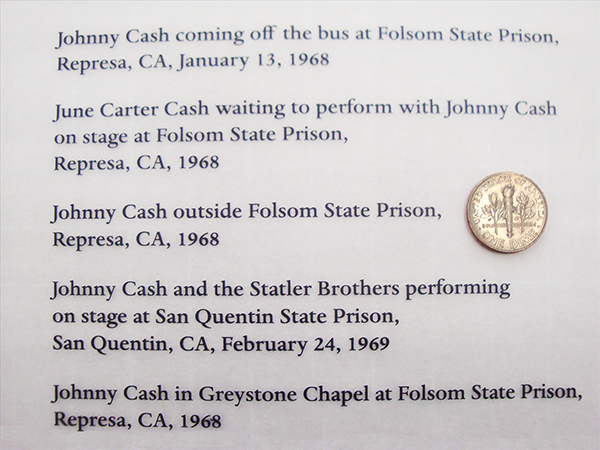 Johnny Cash coming off the bus at Folsom State Prison,
Represa, CA, January 13, 1968
June Carter Cash waiting to perform with Johnny Cash
on stage at Folsom State Prison,
Represa, CA, 1968
Johnny Cash outside Folsom State Prison,
Represa, CA, 1968
Johnny Cash and the Statler Brothers performing
on stage at San Quentin State Prison,
San Quentin, CA, February 24, 1969
Johnny Cash in Greystone Chapel at Folsom State Prison,
Represa, CA, 1968
UNITED STATES OF AMERICA
ONE DIME